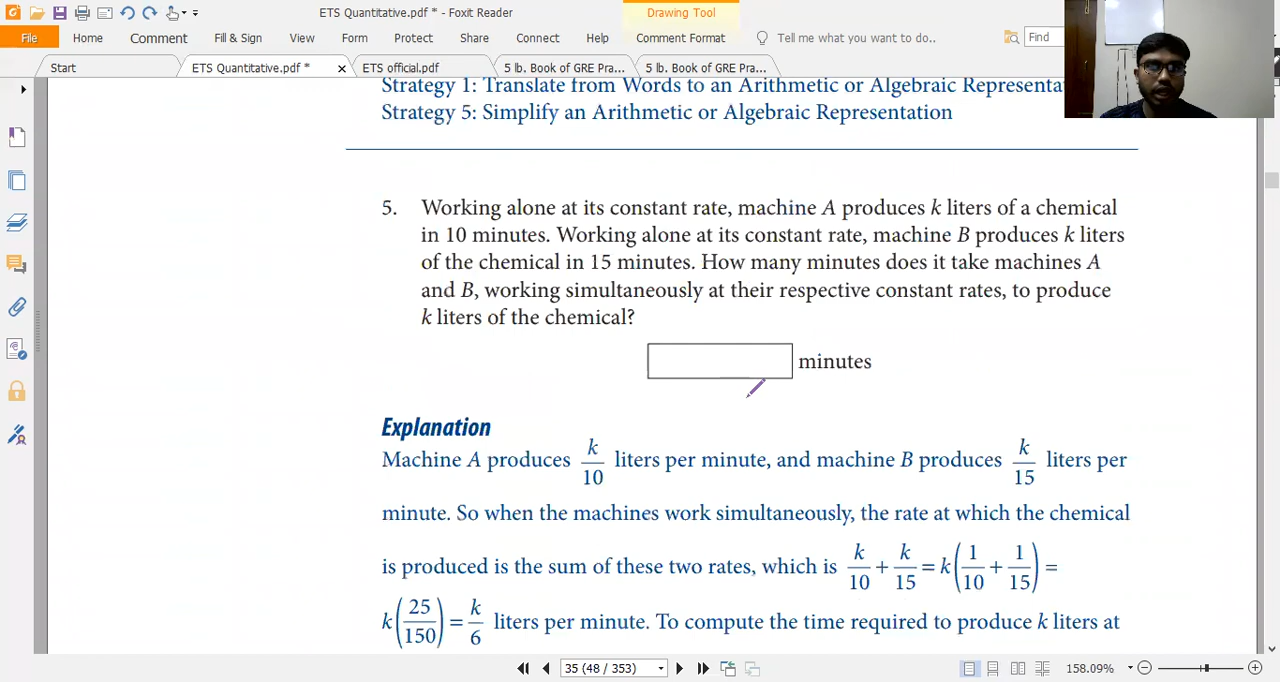 ETS Quantitative.pdf * - Foxit Reader
Drawing Tool
File
Home
Comment
Fill & Sign
View
Form
Protect
Share
Connect
Help
Comment Format
Tell me what you want to do..
Find
Start
ETS Quantitative.pdf *
ETS official.pdf
5 lb. Book of GRE Pra...
5 lb. Book of GRE Pra...
Strategy 1: Translate from Words to an Arithmetic or Algebraic Representa
Strategy 5: Simplify an Arithmetic or Algebraic Representation
5. Working alone at its constant rate, machine A produces k liters of a chemical
in 10 minutes. Working alone at its constant rate, machine B produces k liters
of the chemical in 15 minutes. How many minutes does it take machines A
and B, working simultaneously at their respective constant rates, to produce
k liters of the chemical?
minutes
Explanation
Machine A produces k/10 liters per minute, and machine B produces k/15 liters per
minute. So when the machines work simultaneously, the rate at which the chemical
is produced is the sum of these two rates, which is k/10 + k/15 = k(1/10 + 1/15) =
k(25/150) = k/6 liters per minute. To compute the time required to produce k liters at
35 (48 / 353)
158.09%